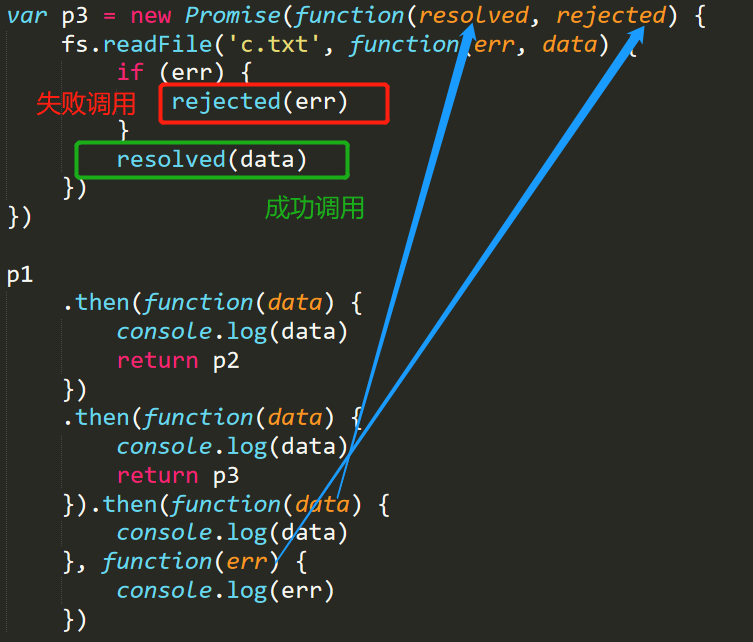 var p3 = new Promise(function(resolved, rejected) {
    fs.readFile('c.txt', function(err, data) {
        if (err) {
失败调用 rejected(err)
        }
        resolved(data)
    })
成功调用
})
p1
    .then(function(data) {
        console.log(data)
        return p2
    })
    .then(function(data) {
        console.log(data)
        return p3
    }).then(function(data) {
        console.log(data)
    }, function(err) {
        console.log(err)
    })